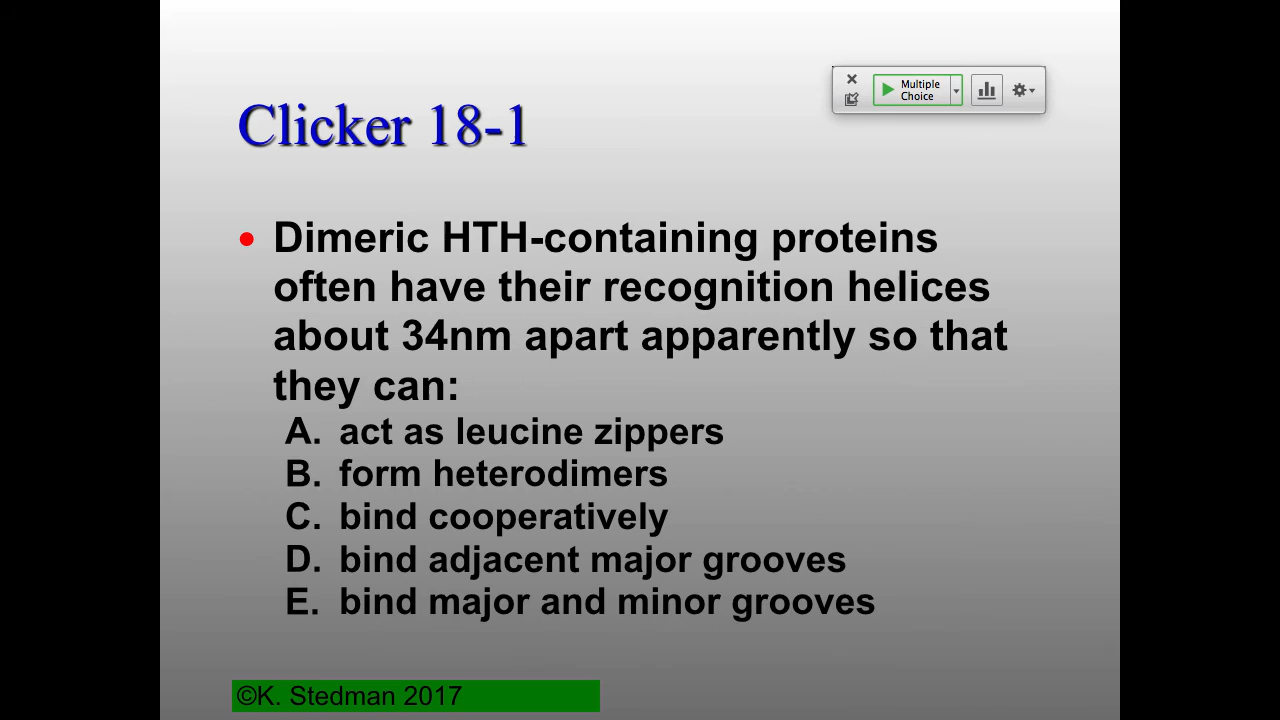 Multiple
Choice
Clicker 18-1
• Dimeric HTH-containing proteins
often have their recognition helices
about 34nm apart apparently so that
they can:
A. act as leucine zippers
B. form heterodimers
C. bind cooperatively
D. bind adjacent major grooves
E. bind major and minor grooves
©K. Stedman 2017